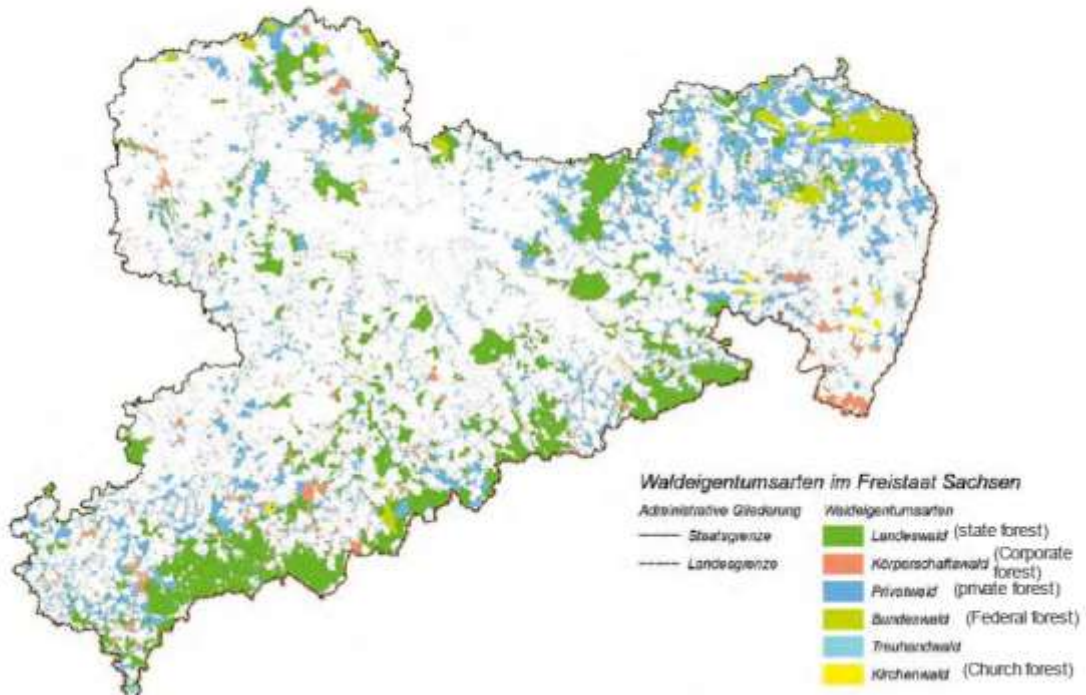 Waldeigentumsarten im Freistaat Sachsen
Administrative Gliederung
Staatsgrenze
Landesgrenze
Waldeigentumsarten
Landeswald (state forest)
Körperschaftswald (Corporate
forest)
Privatwald (private forest)
Bundeswald (Federal forest)
Treuhandwald
Kirchenwald (Church forest)